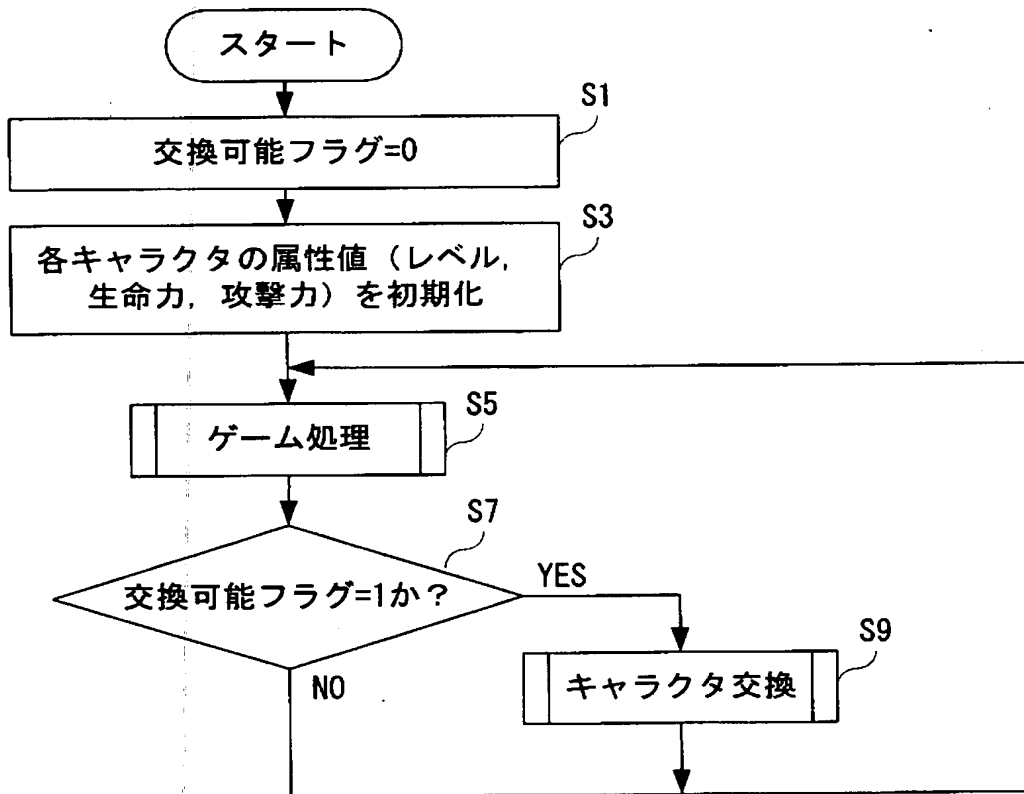 スタート
S1
交換可能フラグ=0
S3
各キャラクタの属性値（レベル,
生命力, 攻撃力）を初期化
S5
ゲーム処理
S7
交換可能フラグ=1か？
YES
S9
キャラクタ交換
NO